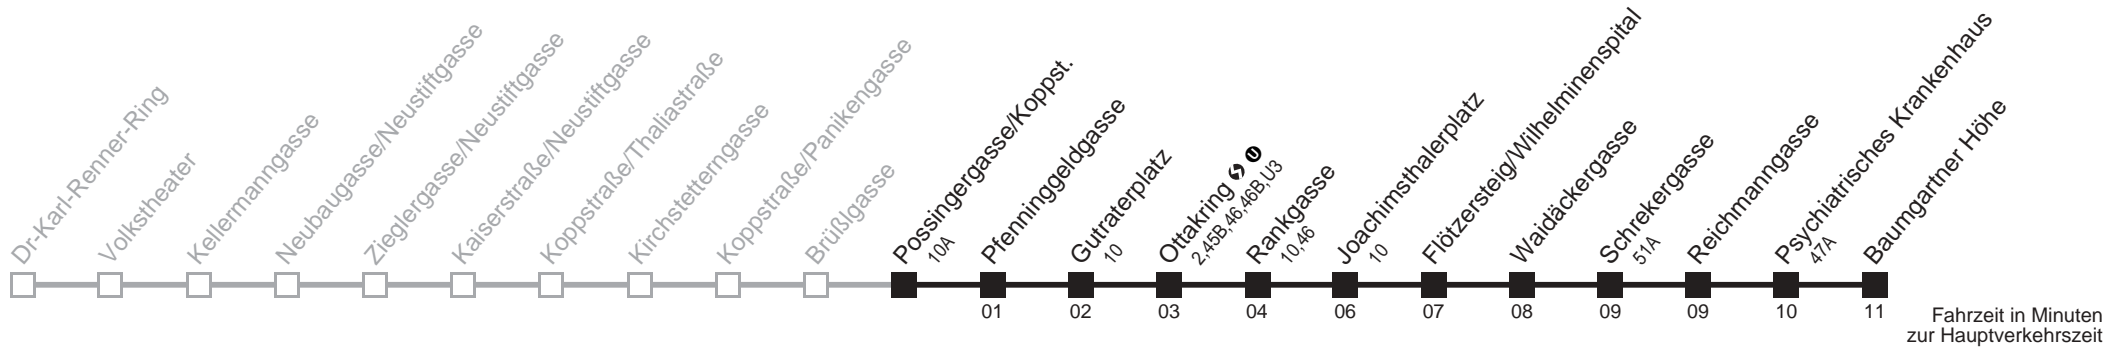 Dr-Karl-Renner-Ring
Volkstheater
Kellermanngasse
Neubaugasse/Neustiftgasse
Zieglergasse/Neustiftgasse
Kaiserstraße/Neustiftgasse
Koppstraße/Thaliastraße
Kirchstetterngasse
Koppstraße/Panikengasse
Brüßlgasse
Possingergasse/Koppst.
10A
Pfenninggeldgasse
01
Gutraterplatz
10
02
Ottakring S U
2,45B,46,46B,U3
03
Rankgasse
10,46
04
Joachimsthalerplatz
10
06
Flötzersteig/Wilhelminenspital
07
Waidäckergasse
08
Schrekergasse
51A
09
Reichmanngasse
09
Psychiatrisches Krankenhaus
47A
10
Baumgartner Höhe
11
Fahrzeit in Minuten
zur Hauptverkehrszeit